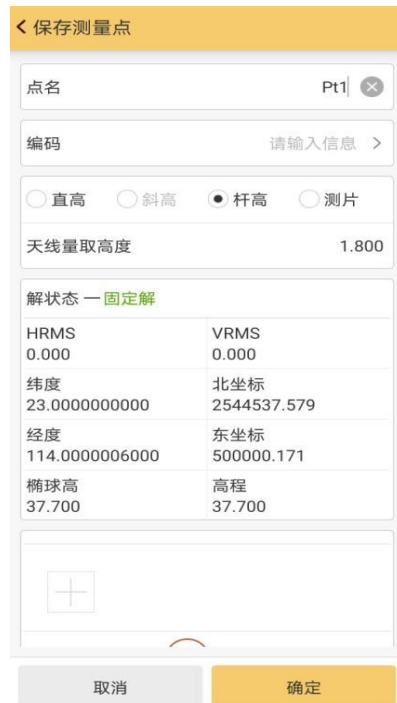 保存测量点
点名 Pt1
编码 请输入信息
直高 斜高 杆高 测片
天线量取高度 1.800
解状态 — 固定解
HRMS VRMS
0.000 0.000
纬度 北坐标
23.0000000000 2544537.579
经度 东坐标
114.0000006000 500000.171
椭球高 高程
37.700 37.700
取消 确定